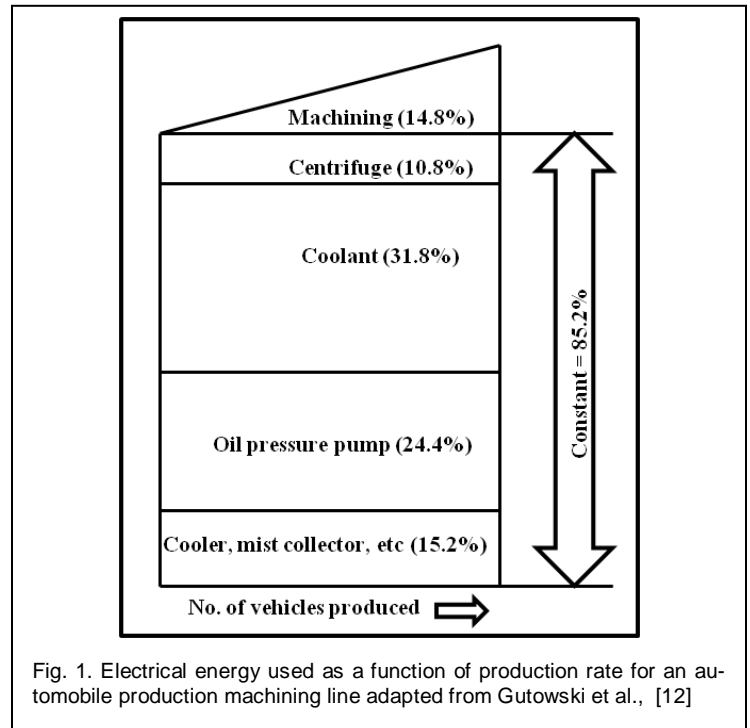 Machining (14.8%)
Centrifuge (10.8%)
Coolant (31.8%)
Constant = 85.2%
Oil pressure pump (24.4%)
Cooler, mist collector, etc (15.2%)
No. of vehicles produced
Fig. 1. Electrical energy used as a function of production rate for an au-
tomobile production machining line adapted from Gutowski et al., [12]